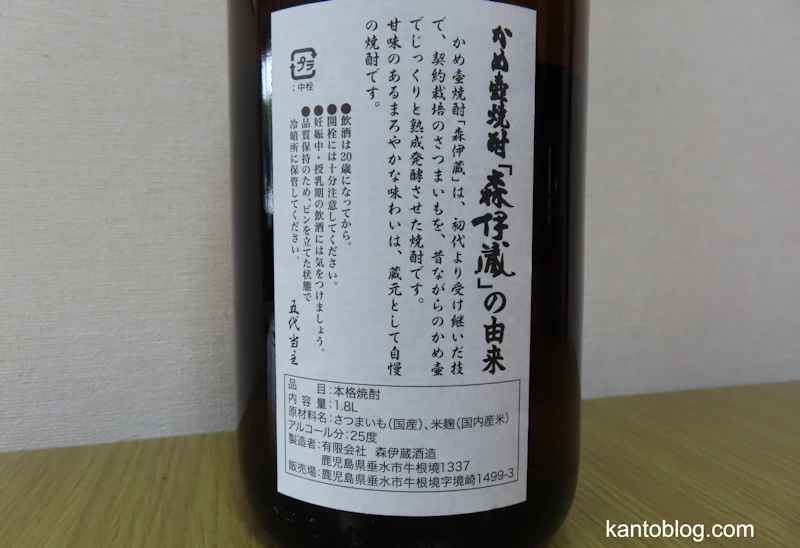 かめ壺焼酎「森伊蔵」の由来
かめ壺焼酎「森伊蔵」は、初代より受け継いだ技
で、契約栽培のさつまいもを、昔ながらのかめ壺
でじっくりと熟成発酵させた焼酎です。
甘味のあるまろやかな味わいは、蔵元として自慢
の焼酎です。
プラ
:中栓
●飲酒は20歳になってから。
●開栓には十分注意してください。
●妊娠中・授乳期の飲酒には気をつけましょう。
●品質保持のため、ビンを立てた状態で
冷暗所に保管してください。
五代当主
品目:本格焼酎
内容量:1.8L
原材料名:さつまいも(国産)、米麹(国内産米)
アルコール分:25度
製造者:有限会社 森伊蔵酒造
鹿児島県垂水市牛根境1337
販売場:鹿児島県垂水市牛根境字境崎1499-3
kantoblog.com